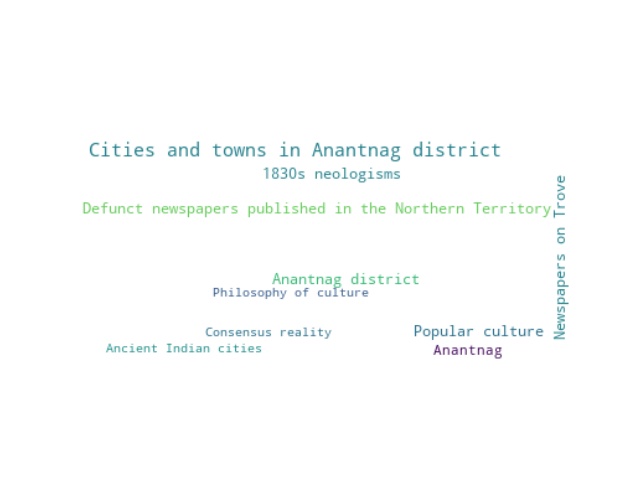 Cities and towns in Anantnag district
1830s neologisms
Defunct newspapers published in the Northern Territory
Newspapers on Trove
Anantnag district
Philosophy of culture
Consensus reality
Popular culture
Ancient Indian cities
Anantnag